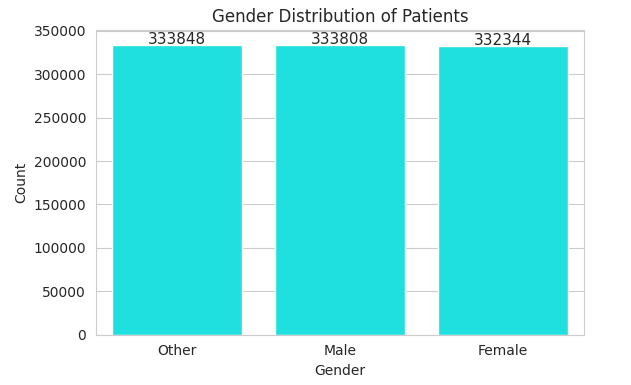 Gender Distribution of Patients
350000
300000
250000
200000
150000
100000
50000
0
Count
333848
333808
332344
Other
Male
Female
Gender